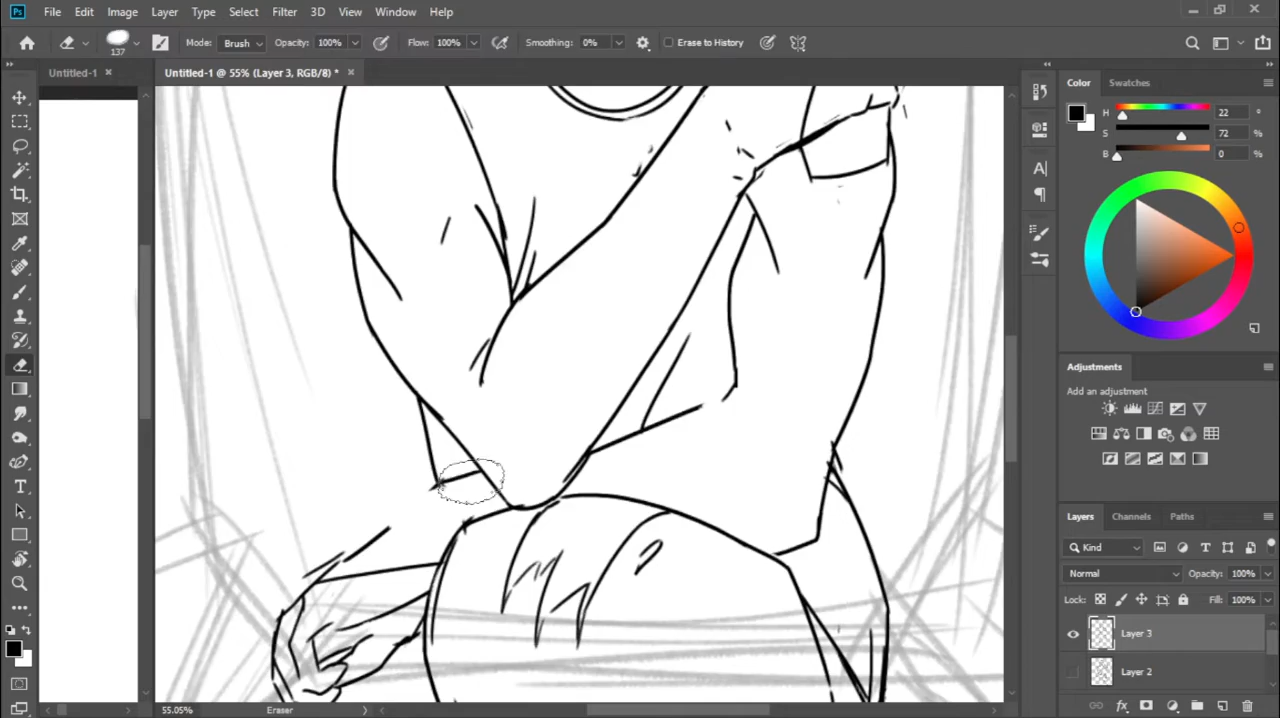 Ps File Edit Image Layer Type Select Filter 3D View Window Help
137 Mode: Brush Opacity: 100% Flow: 100% Smoothing: 0% Erase to History
Untitled-1 × Untitled-1 @ 55% (Layer 3, RGB/8) * ×
Color Swatches
H 22 °
S 72 %
B 0 %
Adjustments
Add an adjustment
Layers Channels Paths
Kind
Normal Opacity: 100%
Lock: Fill: 100%
Layer 3
Layer 2
55.05% Eraser